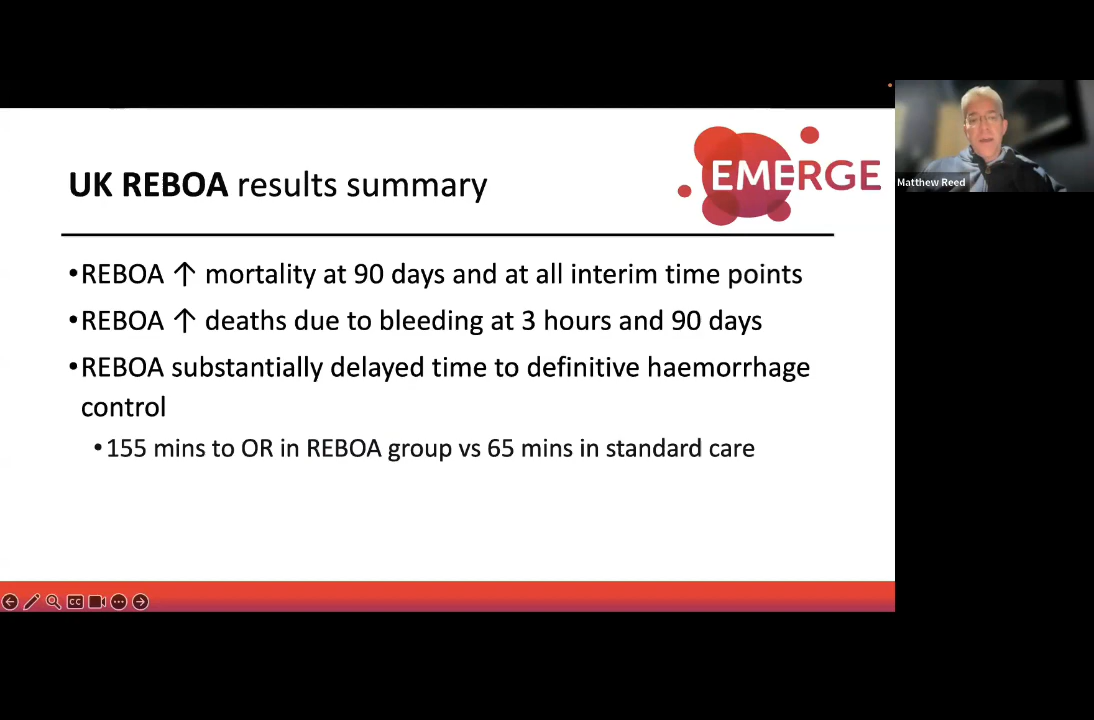 EMERGE
UK REBOA results summary
•REBOA ↑ mortality at 90 days and at all interim time points
•REBOA ↑ deaths due to bleeding at 3 hours and 90 days
•REBOA substantially delayed time to definitive haemorrhage
control
•155 mins to OR in REBOA group vs 65 mins in standard care
Matthew Reed
CC